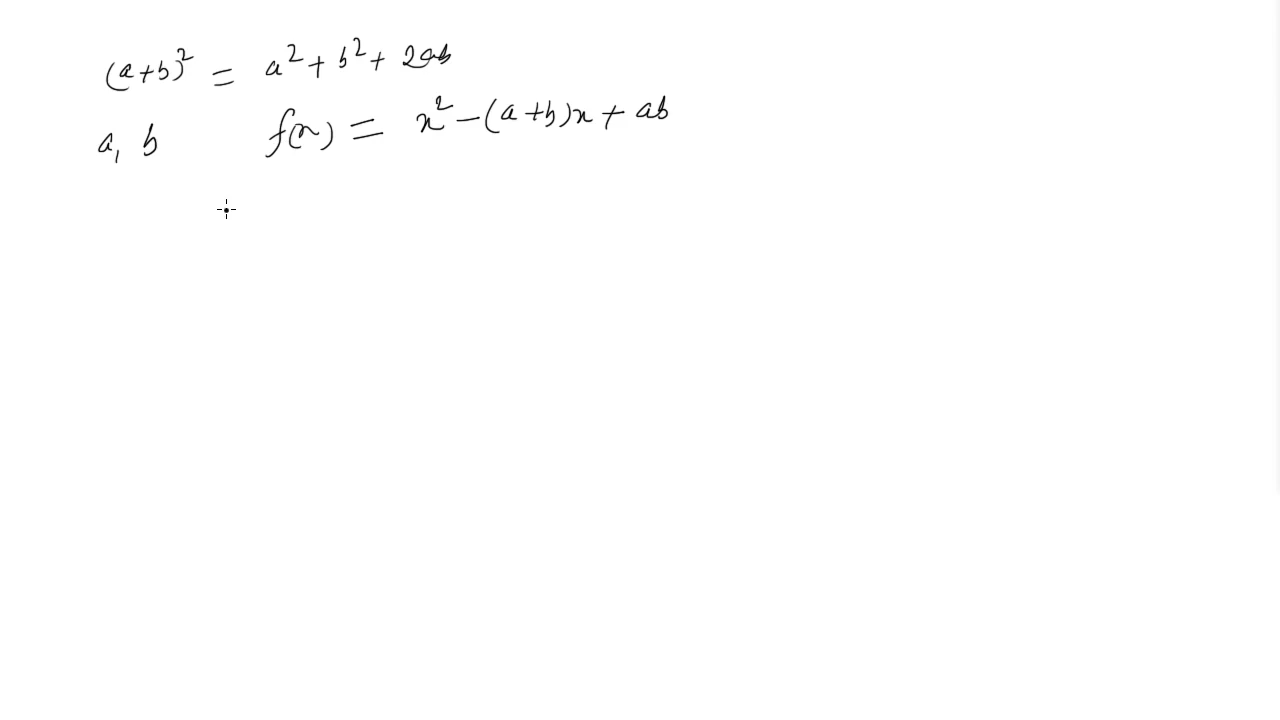 (a+b)² = a² + b² + 2ab
a, b f(x) = x² - (a+b)x + ab